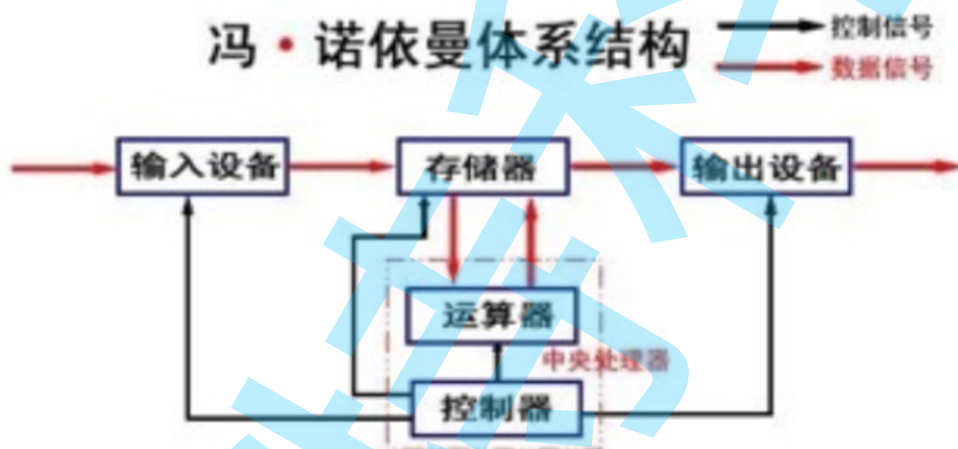 冯·诺依曼体系结构
控制信号
数据信号
输入设备
存储器
输出设备
运算器
中央处理器
控制器